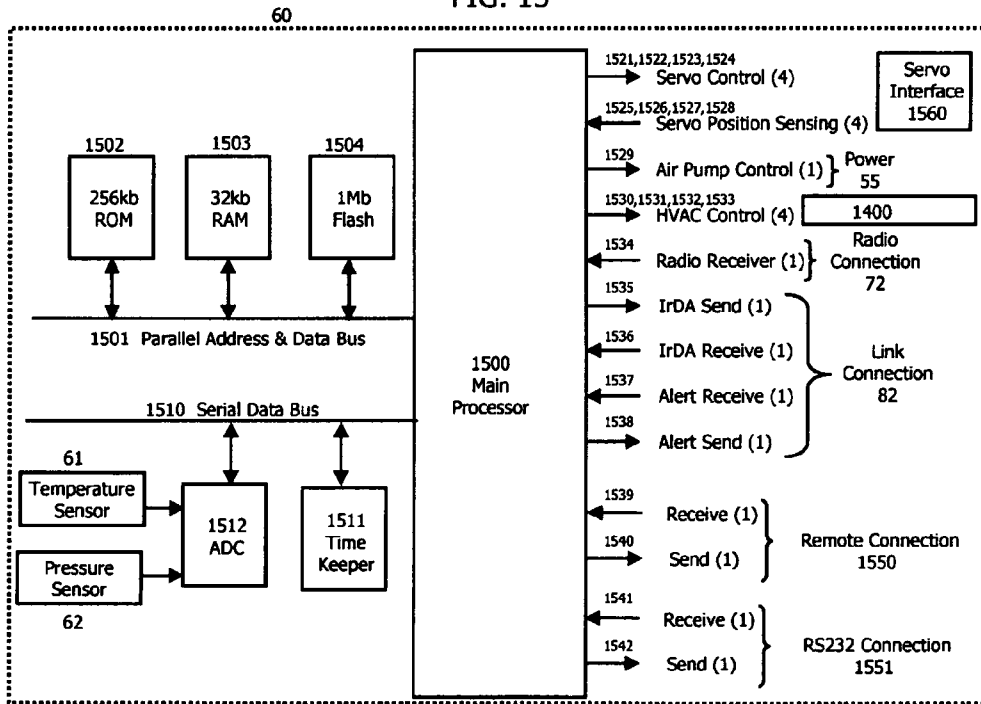 FIG. 15
60
1502
256kb
ROM
1503
32kb
RAM
1504
1Mb
Flash
1501 Parallel Address & Data Bus
1510 Serial Data Bus
61
Temperature
Sensor
Pressure
Sensor
62
1512
ADC
1511
Time
Keeper
1500
Main
Processor
1521,1522,1523,1524
Servo Control (4)
1525,1526,1527,1528
Servo Position Sensing (4)
Servo
Interface
1560
1529
Air Pump Control (1)
Power
55
1530,1531,1532,1533
HVAC Control (4)
1400
1534
Radio Receiver (1)
Radio
Connection
72
1535
IrDA Send (1)
1536
IrDA Receive (1)
1537
Alert Receive (1)
1538
Alert Send (1)
Link
Connection
82
1539
Receive (1)
1540
Send (1)
Remote Connection
1550
1541
Receive (1)
1542
Send (1)
RS232 Connection
1551